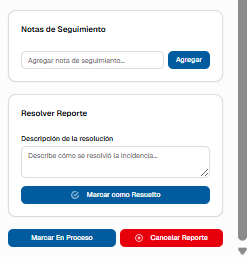 Notas de Seguimiento
Agregar nota de seguimiento...
Agregar
Resolver Reporte
Descripción de la resolución
Describe cómo se resolvió la incidencia...
Marcar como Resuelto
Marcar En Proceso
Cancelar Reporte